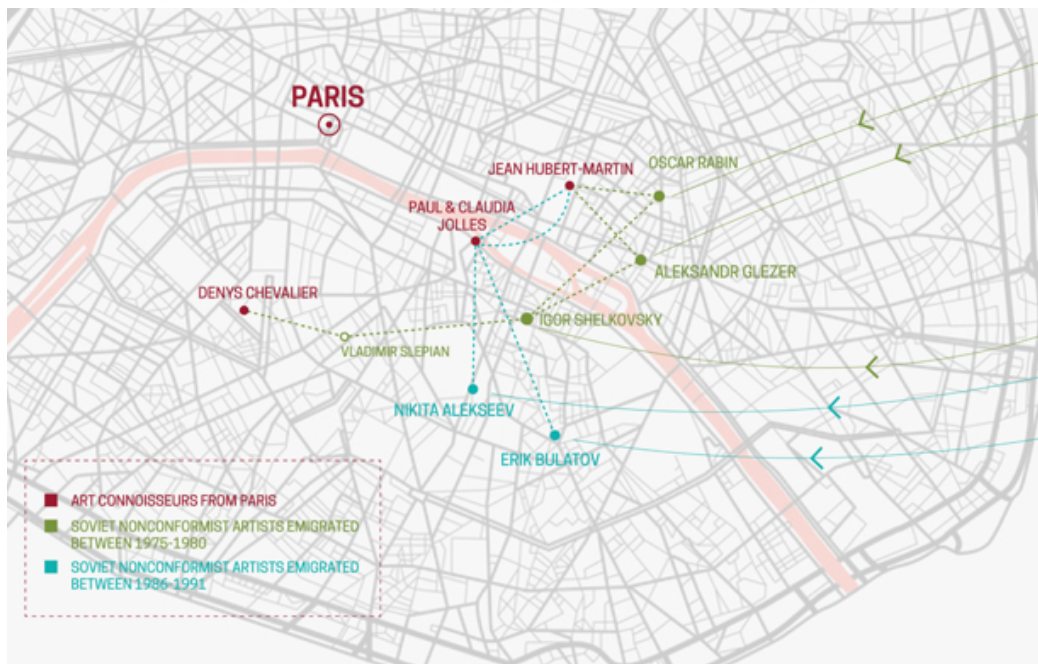 PARIS
JEAN HUBERT-MARTIN
OSCAR RABIN
PAUL & CLAUDIA
JOLLES
ALEKSANDR GLEZER
DENYS CHEVALIER
IGOR SHELKOVSKY
VLADIMIR SLEPIAN
NIKITA ALEKSEEV
ERIK BULATOV
ART CONNOISSEURS FROM PARIS
SOVIET NONCONFORMIST ARTISTS EMIGRATED
BETWEEN 1975-1980
SOVIET NONCONFORMIST ARTISTS EMIGRATED
BETWEEN 1986-1991